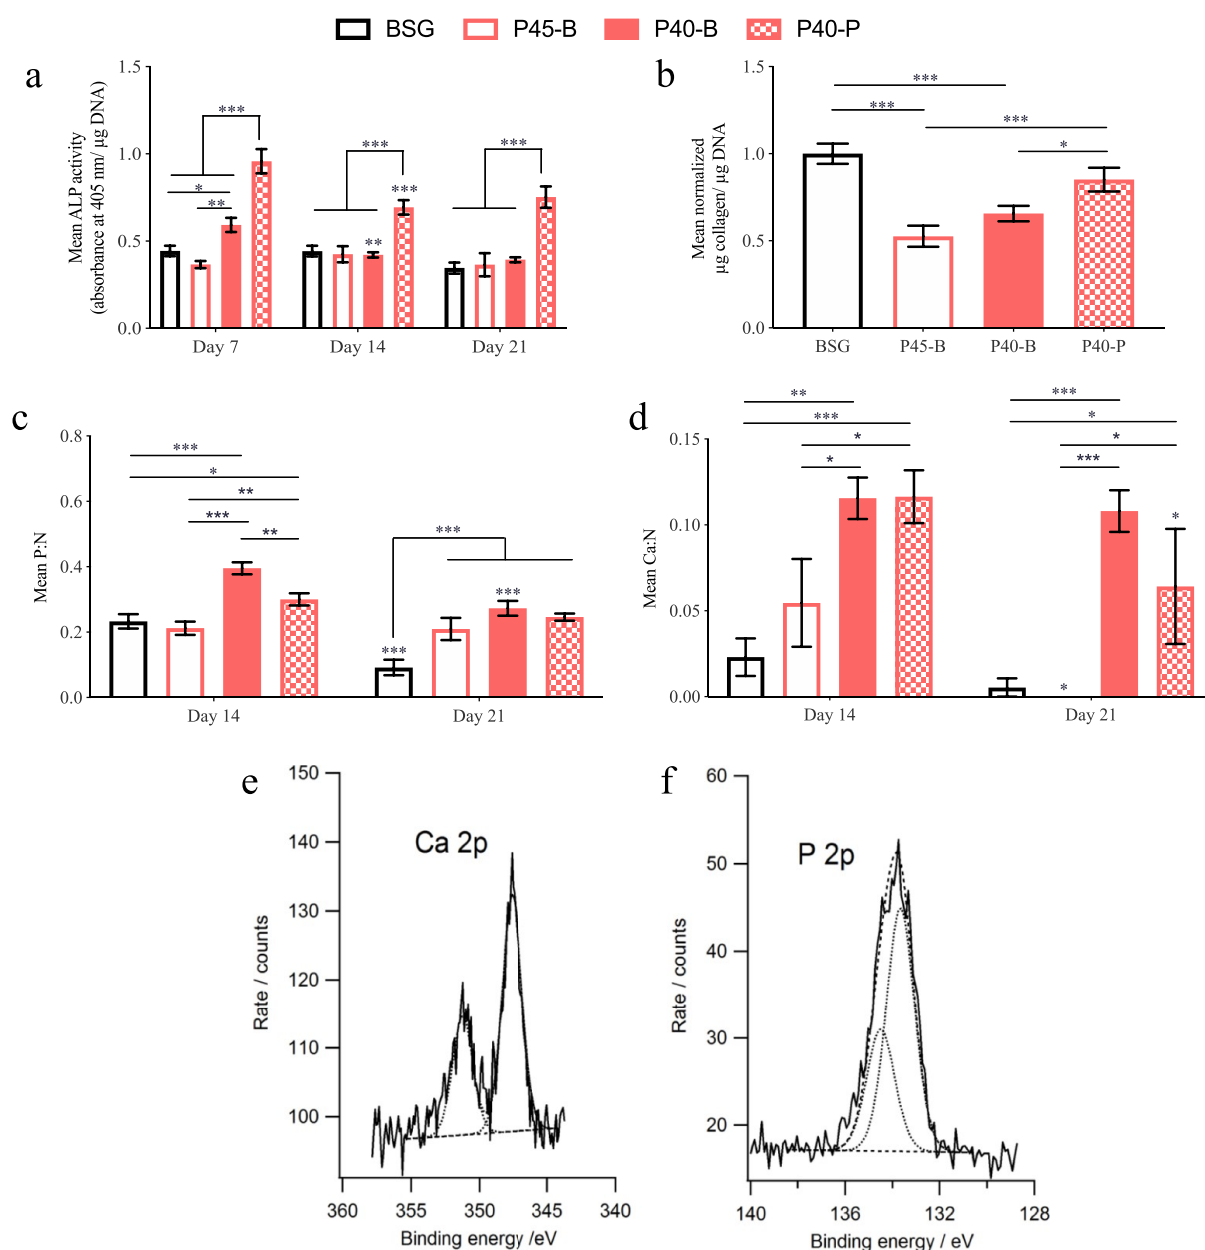 BSG P45-B P40-B P40-P
a
Mean ALP activity
(absorbance at 405 nm/ µg DNA)
1.5
1.0
0.5
0.0
***
*
**
***
***
**
***
Day 7 Day 14 Day 21
b
Mean normalized
µg collagen/ µg DNA
1.5
1.0
0.5
0.0
***
***
***
*
BSG P45-B P40-B P40-P
c
Mean P:N
0.8
0.6
0.4
0.2
0.0
***
*
**
***
**
***
***
***
Day 14 Day 21
d
Mean Ca:N
0.15
0.10
0.05
0.00
**
***
*
*
***
*
*
***
*
*
Day 14 Day 21
e
Ca 2p
Rate / counts
150
140
130
120
110
100
360 350 350 345 340
Binding energy /eV
f
P 2p
Rate / counts
60
50
40
30
20
140 136 132 128
Binding energy / eV